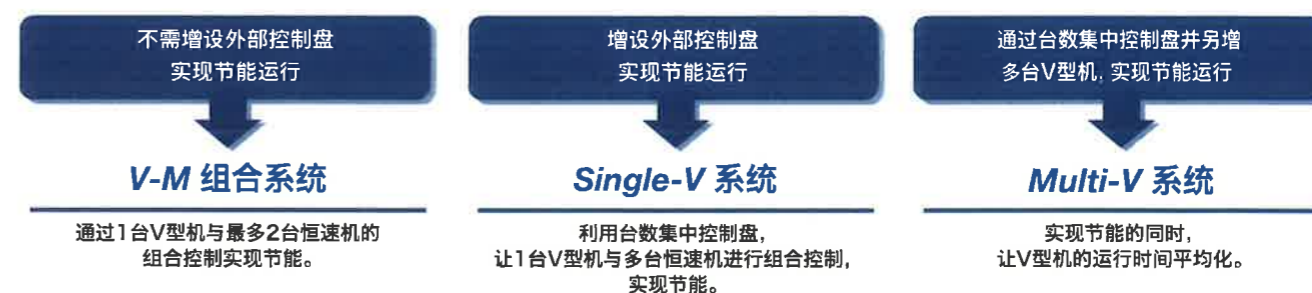 不需增设外部控制盘
实现节能运行
V-M 组合系统
通过1台V型机与最多2台恒速机的
组合控制实现节能。
增设外部控制盘
实现节能运行
Single-V 系统
利用台数集中控制盘,
让1台V型机与多台恒速机进行组合控制,
实现节能。
通过台数集中控制盘并另增
多台V型机,实现节能运行
Multi-V 系统
实现节能的同时,
让V型机的运行时间平均化。